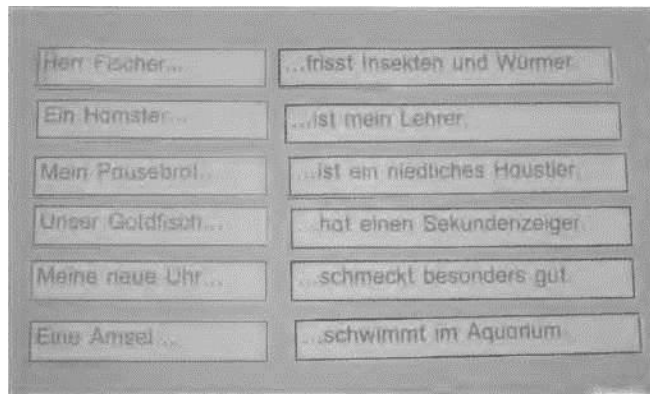 Herr Fischer... ...frisst Insekten und Würmer.
Ein Hamster... ...ist mein Lehrer.
Mein Pausebrot... ...ist ein niedliches Haustier.
Unser Goldfisch... ...hat einen Sekundenzeiger.
Meine neue Uhr... ...schmeckt besonders gut.
Eine Amsel... ...schwimmt im Aquarium.